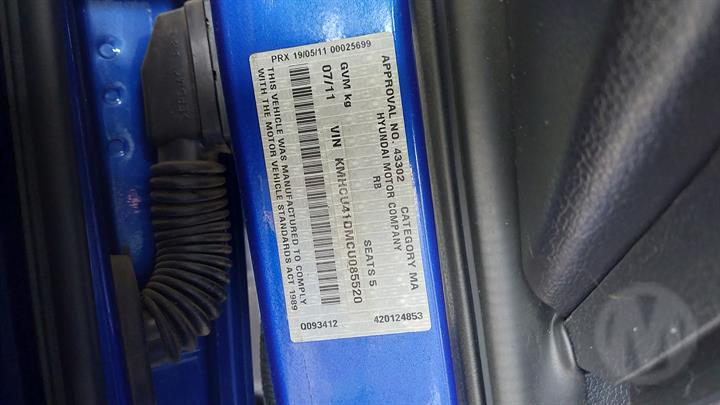 APPROVAL NO. 43302 CATEGORY MA
HYUNDAI MOTOR COMPANY
RB SEATS 5
VIN KMHCU41DMCU085520
GVM kg
07/11
THIS VEHICLE WAS MANUFACTURED TO COMPLY
WITH THE MOTOR VEHICLE STANDARDS ACT 1989
PRX 19/05/11 00025699
Q093412 420124853
M